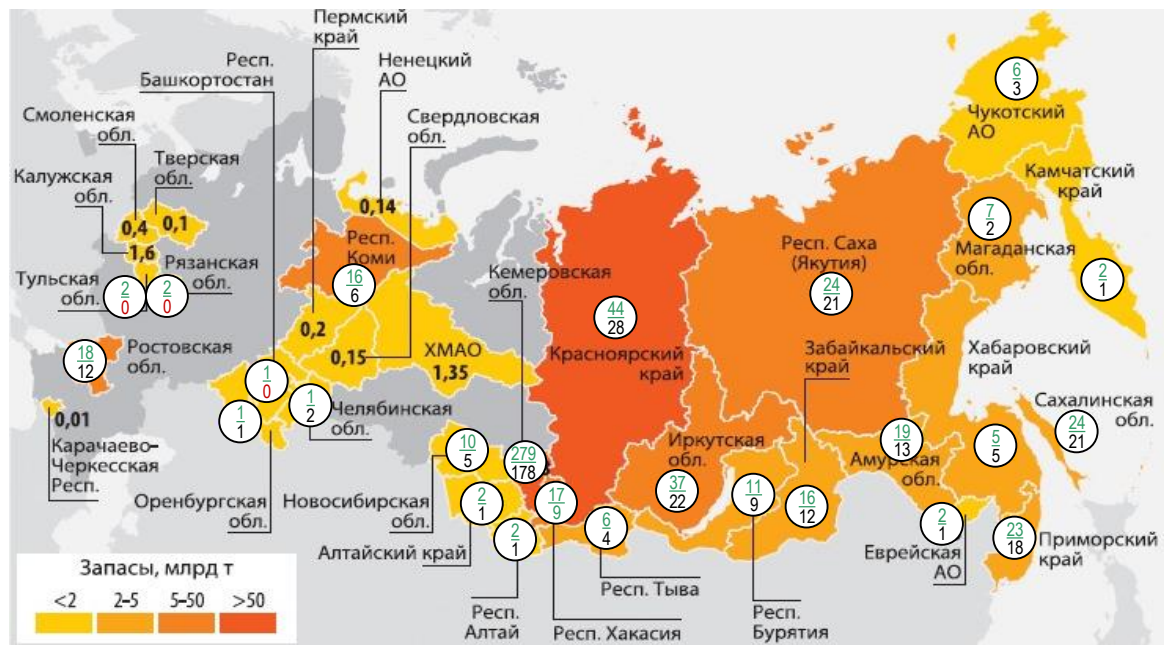 Пермский
край
Респ.
Башкортостан
Ненецкий
АО
Смоленская
обл.
Свердловская
обл.
Тверская
обл.
Калужская
обл.
0,14
0,4
0,1
1,6
Респ.
Коми
16
6
Рязанская
обл.
Тульская
обл.
2
0
2
0
Кемеровская
обл.
0,2
0,15
ХМАО
1,35
18
12
Ростовская
обл.
0,01
Карачаево–
Черкесская
Респ.
1
0
1
1
1
2
Челябинская
обл.
Оренбургская
обл.
10
5
Новосибирская
обл.
2
1
Алтайский край
279
178
2
1
Респ.
Алтай
17
9
Респ. Хакасия
6
4
Респ. Тыва
44
28
Красноярский
край
Иркутская
обл.
37
22
11
9
Респ.
Бурятия
Забайкальский
край
16
12
Респ. Саха
(Якутия)
24
21
6
3
Чукотский
АО
Камчатский
край
2
1
7
2
Магаданская
обл.
Хабаровский
край
5
5
Сахалинская
обл.
24
21
19
13
Амурская
обл.
2
1
Еврейская
АО
23
18
Приморский
край
Запасы, млрд т
<2 2–5 5–50 >50